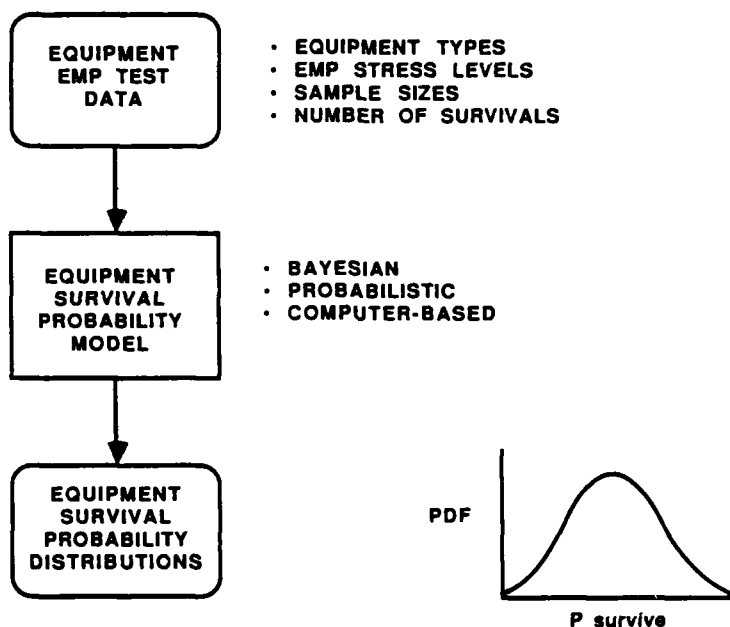 EQUIPMENT
EMP TEST
DATA
· EQUIPMENT TYPES
· EMP STRESS LEVELS
· SAMPLE SIZES
· NUMBER OF SURVIVALS
EQUIPMENT
SURVIVAL
PROBABILITY
MODEL
· BAYESIAN
· PROBABILISTIC
· COMPUTER-BASED
EQUIPMENT
SURVIVAL
PROBABILITY
DISTRIBUTIONS
PDF
P survive